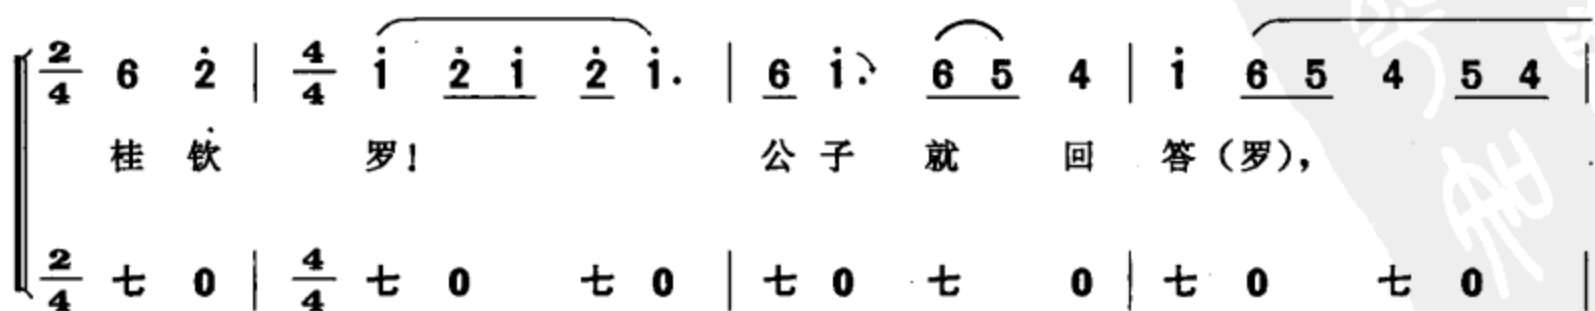 2/4 6 2̇ | 4/4 1̇ 2̇ 1̇ 2̇ 1̇. | 6 1̇. 6 5 4 | 1̇ 6 5 4 5 4 |
桂 钦 罗! 公 子 就 回 答(罗),
2/4 七 0 | 4/4 七 0 七 0 | 七 0 七 0 | 七 0 七 0 |